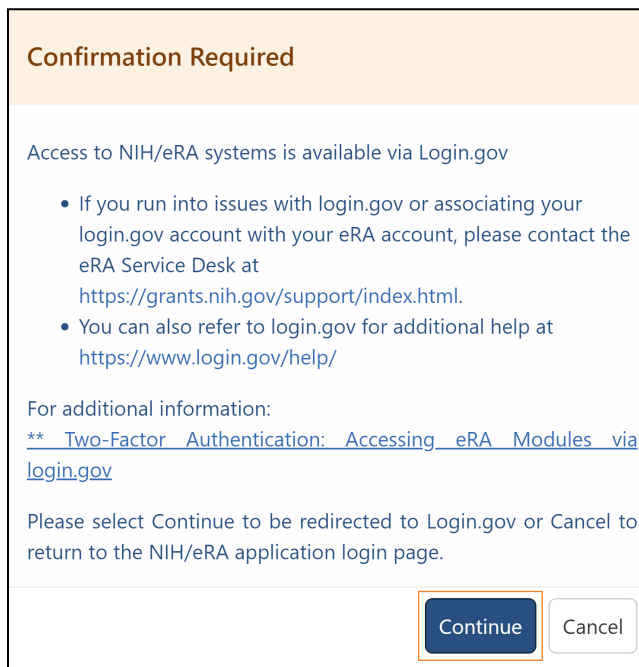 Confirmation Required
Access to NIH/eRA systems is available via Login.gov
• If you run into issues with login.gov or associating your
login.gov account with your eRA account, please contact the
eRA Service Desk at
https://grants.nih.gov/support/index.html.
• You can also refer to login.gov for additional help at
https://www.login.gov/help/
For additional information:
** Two-Factor Authentication: Accessing eRA Modules via
login.gov
Please select Continue to be redirected to Login.gov or Cancel to
return to the NIH/eRA application login page.
Continue Cancel